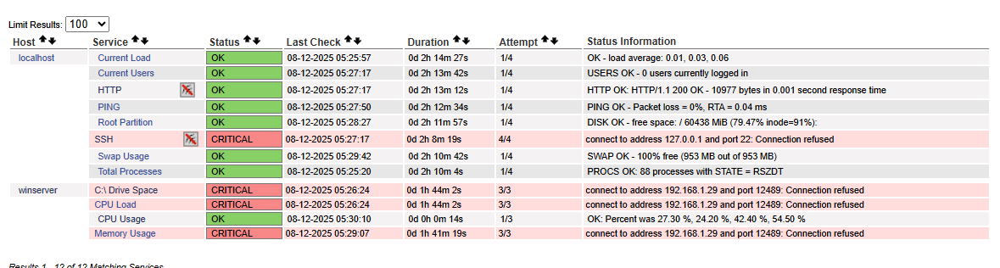 Limit Results: 100
Host Service Status Last Check Duration Attempt Status Information
localhost Current Load OK 08-12-2025 05:25:57 0d 2h 14m 27s 1/4 OK - load average: 0.01, 0.03, 0.06
Current Users OK 08-12-2025 05:27:17 0d 2h 13m 42s 1/4 USERS OK - 0 users currently logged in
HTTP OK 08-12-2025 05:27:17 0d 2h 13m 12s 1/4 HTTP OK: HTTP/1.1 200 OK - 10977 bytes in 0.001 second response time
PING OK 08-12-2025 05:27:50 0d 2h 12m 34s 1/4 PING OK - Packet loss = 0%, RTA = 0.04 ms
Root Partition OK 08-12-2025 05:28:27 0d 2h 11m 57s 1/4 DISK OK - free space: / 60438 MiB (79.47% inode=91%):
SSH CRITICAL 08-12-2025 05:27:17 0d 2h 8m 19s 4/4 connect to address 127.0.0.1 and port 22: Connection refused
Swap Usage OK 08-12-2025 05:29:42 0d 2h 10m 42s 1/4 SWAP OK - 100% free (953 MB out of 953 MB)
Total Processes OK 08-12-2025 05:25:20 0d 2h 10m 4s 1/4 PROCS OK: 88 processes with STATE = RSZDT
winserver C:\ Drive Space CRITICAL 08-12-2025 05:26:24 0d 1h 44m 2s 3/3 connect to address 192.168.1.29 and port 12489: Connection refused
CPU Load CRITICAL 08-12-2025 05:26:24 0d 1h 44m 2s 3/3 connect to address 192.168.1.29 and port 12489: Connection refused
CPU Usage OK 08-12-2025 05:30:10 0d 0h 0m 14s 1/3 OK: Percent was 27.30 %, 24.20 %, 42.40 %, 54.50 %
Memory Usage CRITICAL 08-12-2025 05:29:07 0d 1h 41m 19s 3/3 connect to address 192.168.1.29 and port 12489: Connection refused
Results 1 - 12 of 12 Matching Services